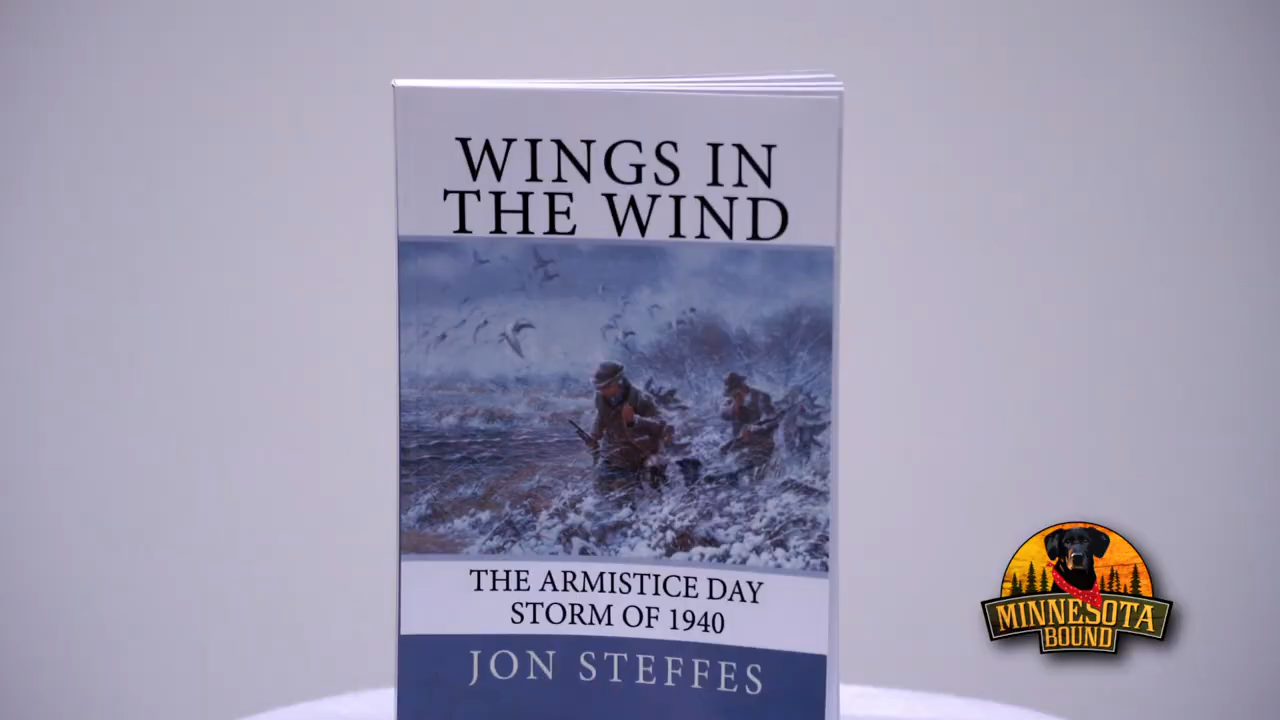 WINGS IN
THE WIND
THE ARMISTICE DAY
STORM OF 1940
JON STEFFES
MINNESOTA
BOUND